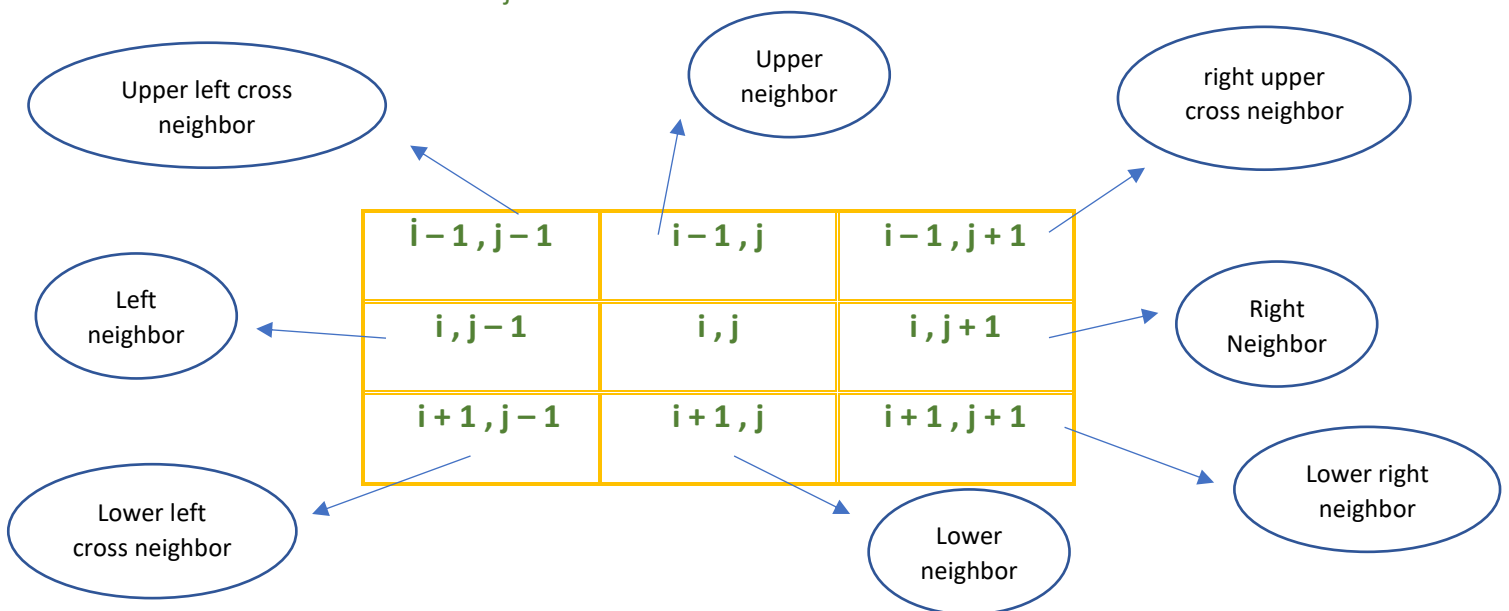 j
Upper left cross
neighbor
Upper
neighbor
right upper
cross neighbor
i – 1 , j – 1
i – 1 , j
i – 1 , j + 1
Left
neighbor
i , j – 1
i , j
i , j + 1
Right
Neighbor
i + 1 , j – 1
i + 1 , j
i + 1 , j + 1
Lower left
cross neighbor
Lower
neighbor
Lower right
neighbor